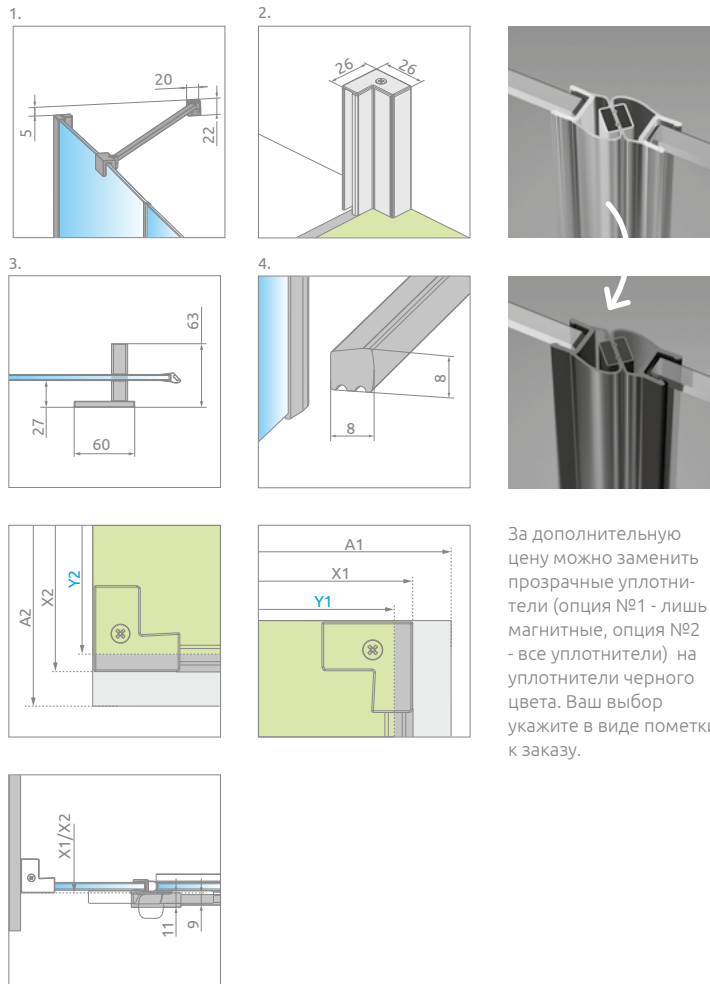 1.
20
5
22
2.
26
26
3.
63
27
60
4.
8
8
A2
X2
Y2
A1
X1
Y1
За дополнительную
цену можно заменить
прозрачные уплотни-
тели (опция №1 - лишь
магнитные, опция №2
- все уплотнители) на
уплотнители черного
цвета. Ваш выбор
укажите в виде пометки
к заказу.
X1/X2
11
9